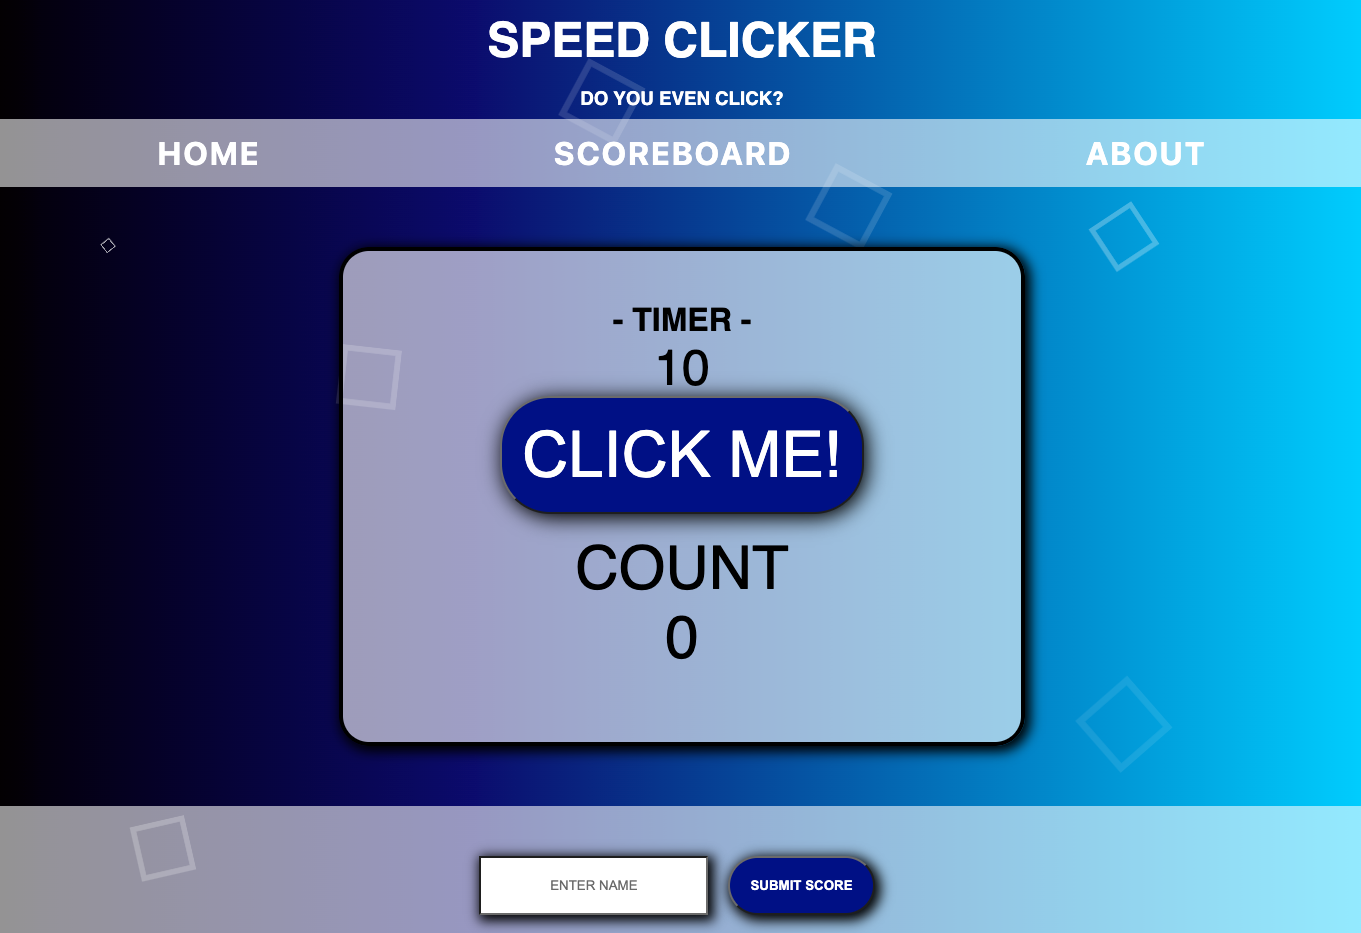 SPEED CLICKER
DO YOU EVEN CLICK?
HOME SCOREBOARD ABOUT
- TIMER -
10
CLICK ME!
COUNT
0
ENTER NAME SUBMIT SCORE